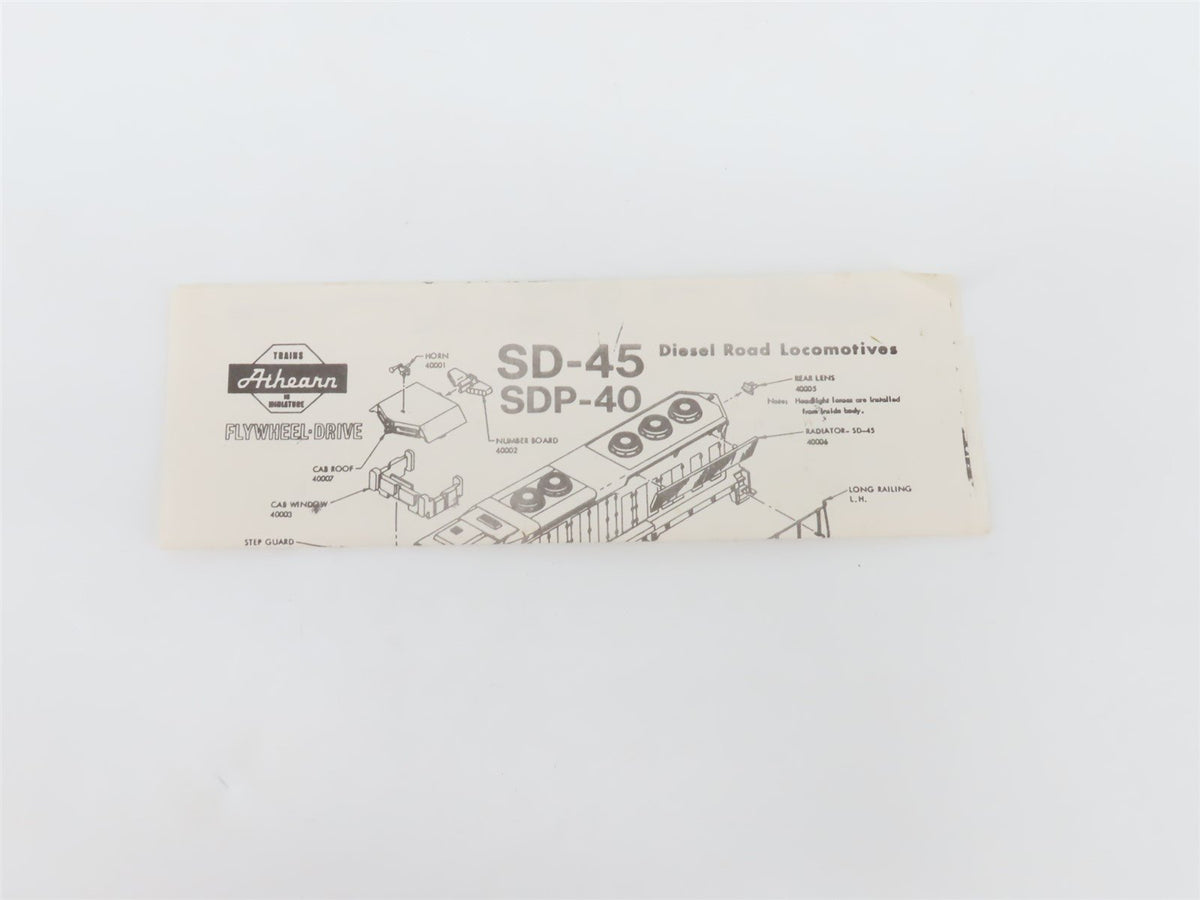 TRAINS
Athearn
IN
MINIATURE
FLYWHEEL·DRIVE
HORN
40001
SD-45
SDP-40
Diesel Road Locomotives
REAR LENS
40005
Note: Headlight lenses are installed
from inside body.
NUMBER BOARD
40002
RADIATOR- SD-45
40006
CAB ROOF
40007
CAB WINDOW
40003
LONG RAILING
L.H.
STEP GUARD